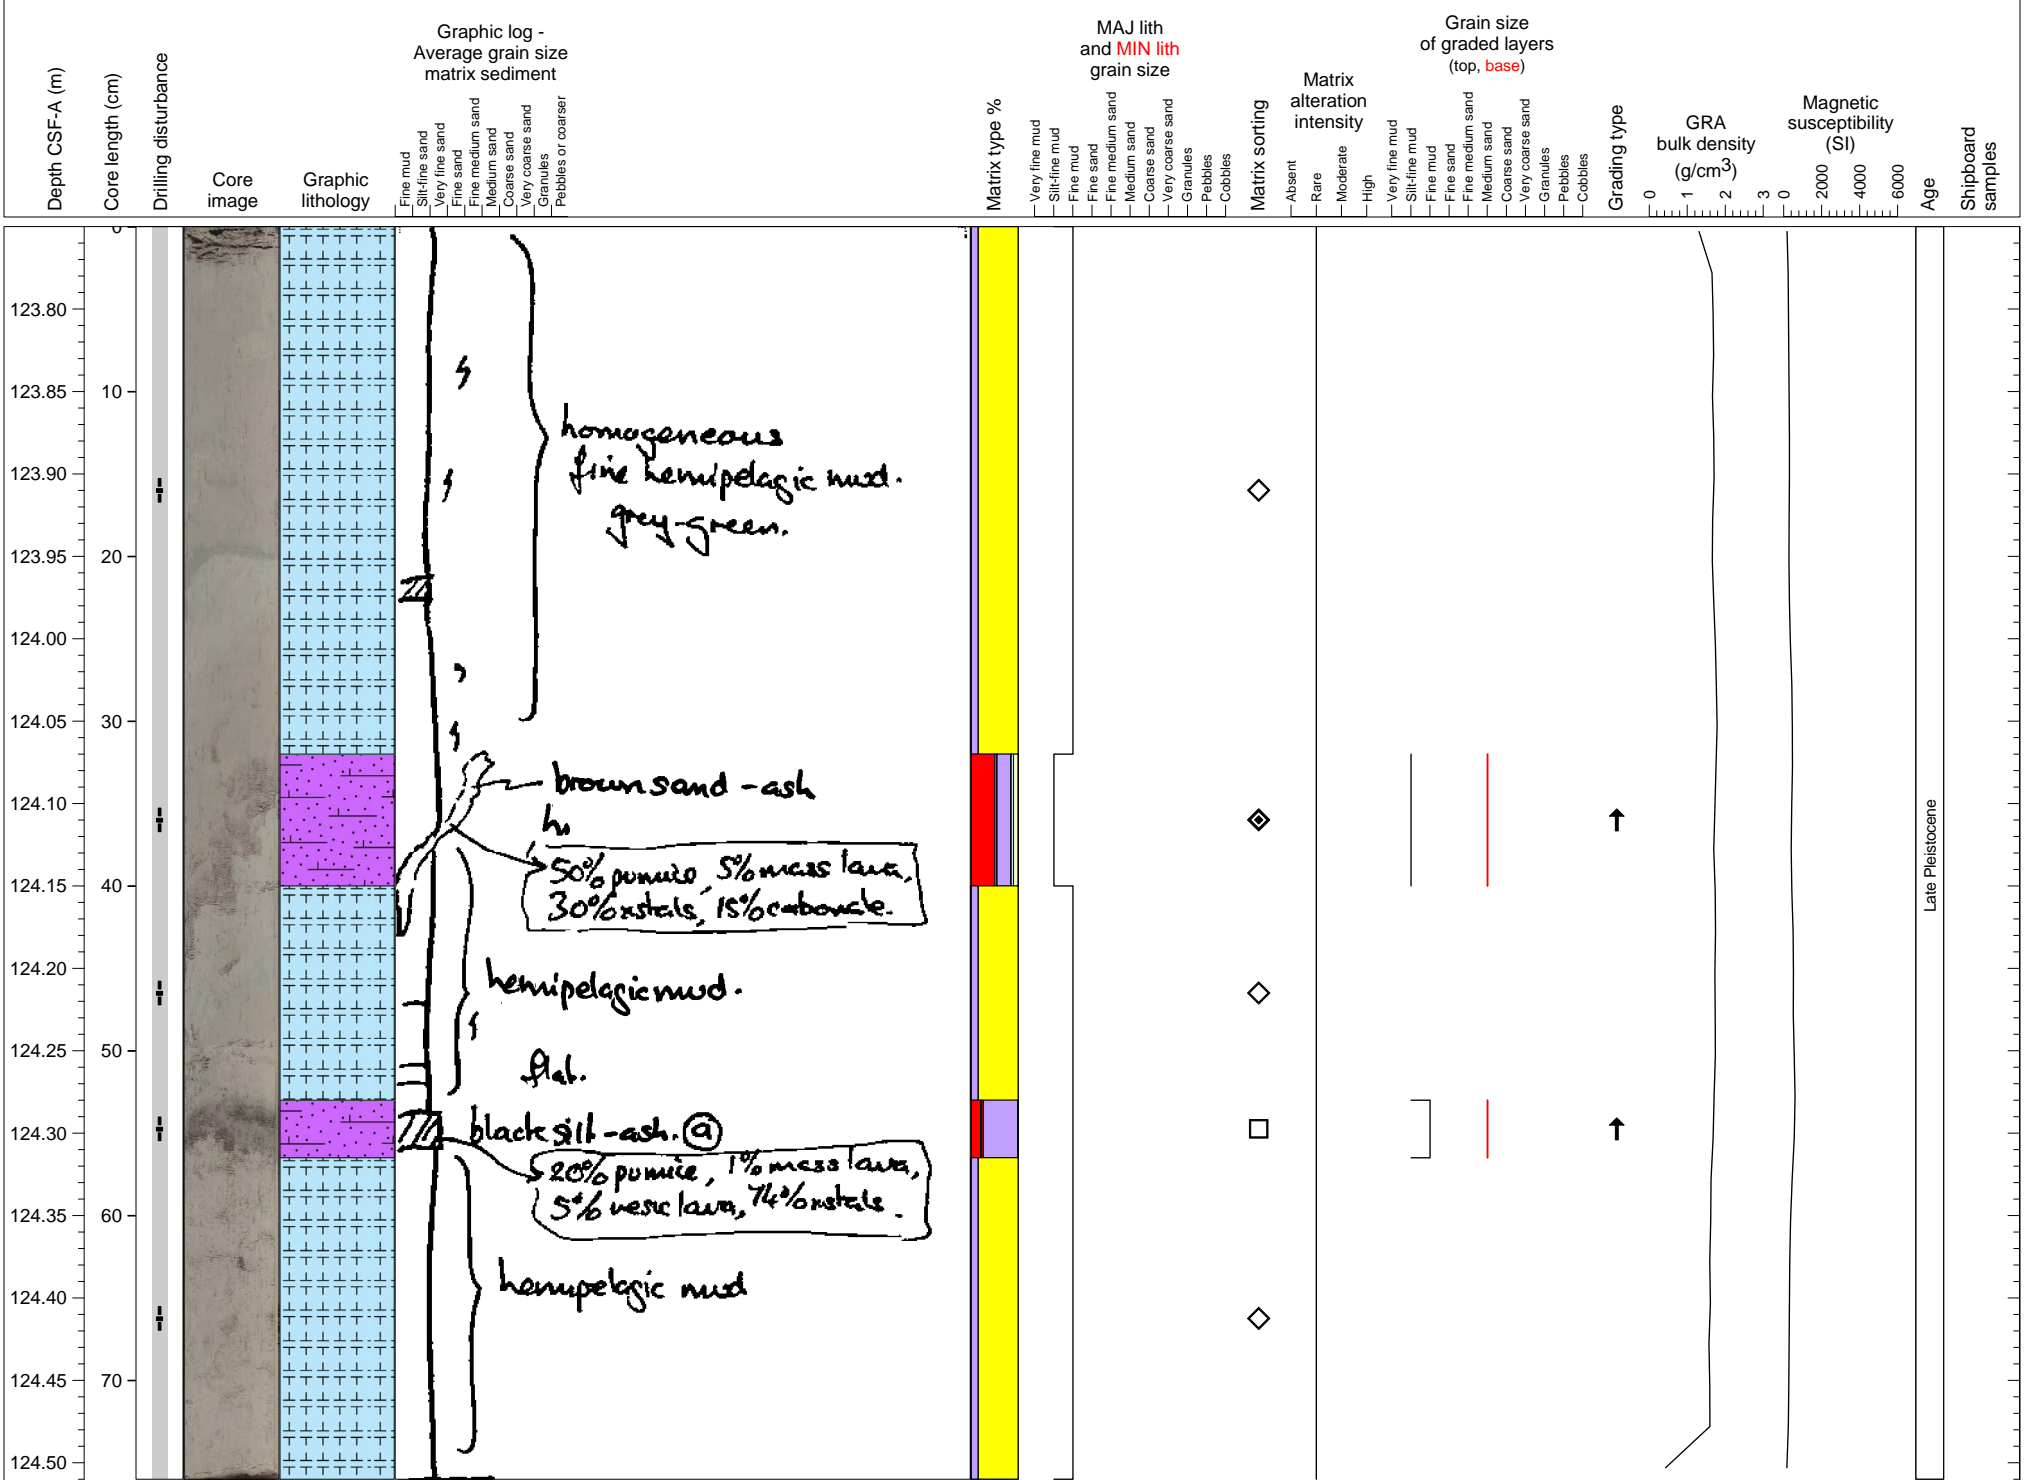 Depth CSF-A (m)
Core length (cm)
Drilling disturbance
Core
image
Graphic
lithology
Graphic log -
Average grain size
matrix sediment
Fine mud
Silt-fine sand
Very fine sand
Fine sand
Fine medium sand
Medium sand
Coarse sand
Very coarse sand
Granules
Pebbles or coarser
Matrix type %
MAJ lith
and MIN lith
grain size
Very fine mud
Silt-fine mud
Fine mud
Fine sand
Fine medium sand
Medium sand
Coarse sand
Very coarse sand
Granules
Pebbles
Cobbles
Matrix sorting
Matrix
alteration
intensity
Absent
Rare
Moderate
High
Grain size
of graded layers
(top, base)
Very fine mud
Silt-fine mud
Fine mud
Fine sand
Fine medium sand
Medium sand
Coarse sand
Very coarse sand
Granules
Pebbles
Cobbles
Grading type
GRA
bulk density
(g/cm3)
0 1 2 3
Magnetic
susceptibility
(SI)
0 2000 4000 6000
Age
Shipboard
samples
0
123.80
123.85 10
123.90
123.95 20
124.00
124.05 30
124.10
124.15 40
124.20
124.25 50
124.30
124.35 60
124.40
124.45 70
124.50
homogeneous
fine hemipelagic mud.
grey-green.
brown sand - ash
50% pumice, 5% mass lava,
30% xstals, 15% carbonate.
hemipelagic mud.
flat.
black silt-ash. a
20% pumice, 1% mass lava,
5% vesic lava, 74% xstals.
hemipelagic mud
Late Pleistocene